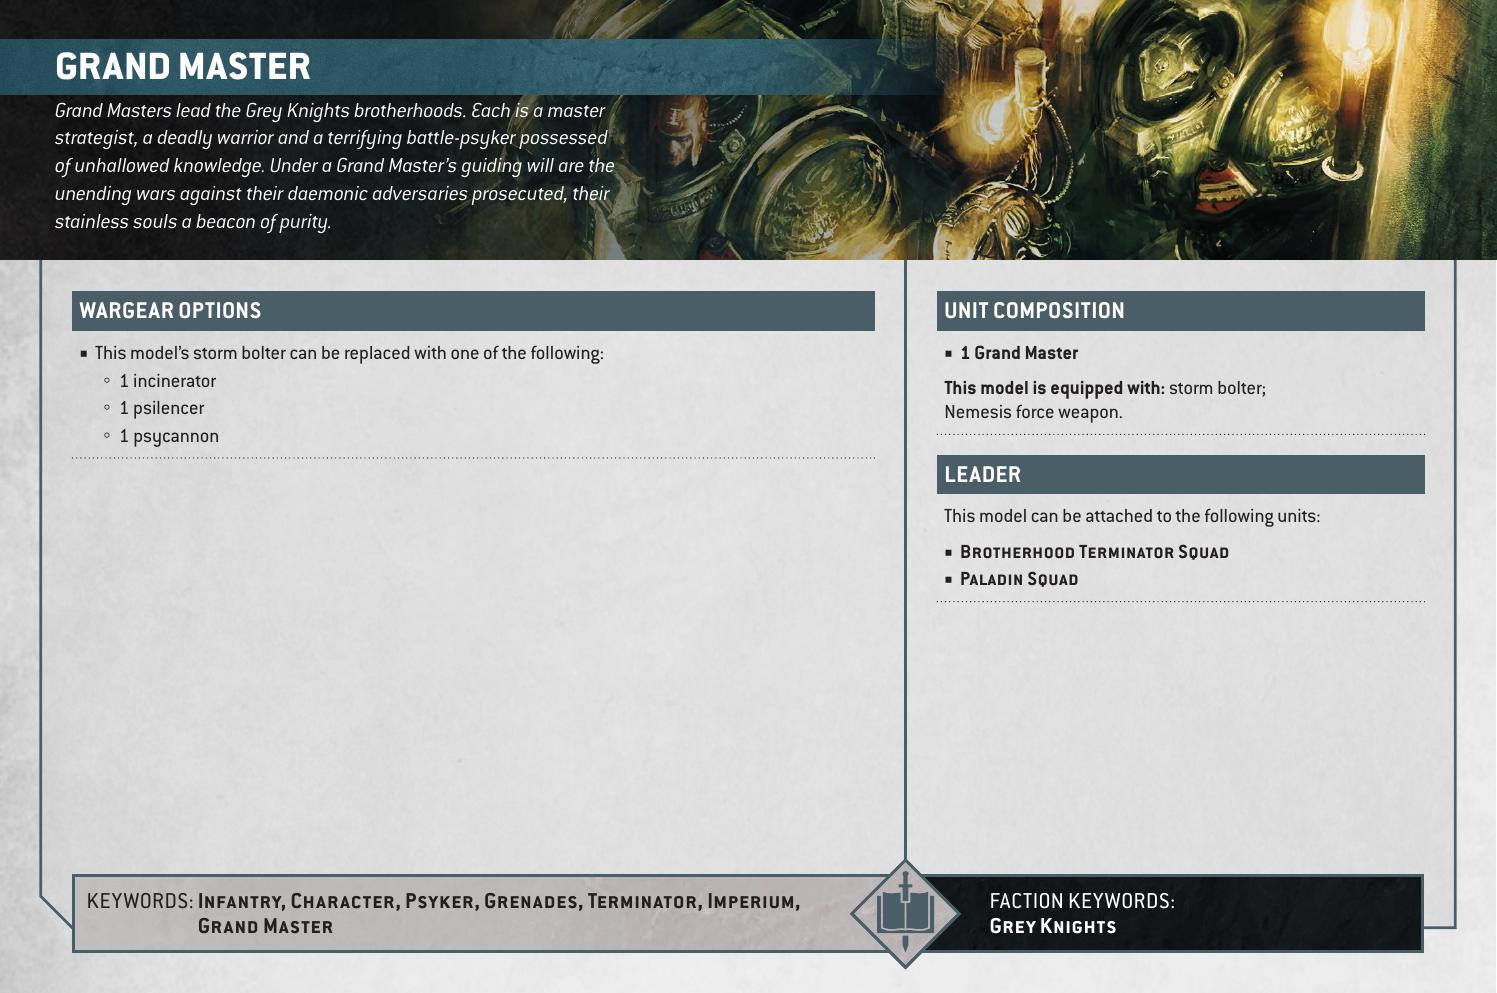 GRAND MASTER
Grand Masters lead the Grey Knights brotherhoods. Each is a master
strategist, a deadly warrior and a terrifying battle-psyker possessed
of unhallowed knowledge. Under a Grand Master’s guiding will are the
unending wars against their daemonic adversaries prosecuted, their
stainless souls a beacon of purity.
WARGEAR OPTIONS
■ This model’s storm bolter can be replaced with one of the following:
◦ 1 incinerator
◦ 1 psilencer
◦ 1 psycannon
UNIT COMPOSITION
■ 1 Grand Master
This model is equipped with: storm bolter;
Nemesis force weapon.
LEADER
This model can be attached to the following units:
■ Brotherhood Terminator Squad
■ Paladin Squad
KEYWORDS: Infantry, Character, Psyker, Grenades, Terminator, Imperium,
Grand Master
FACTION KEYWORDS:
Grey Knights